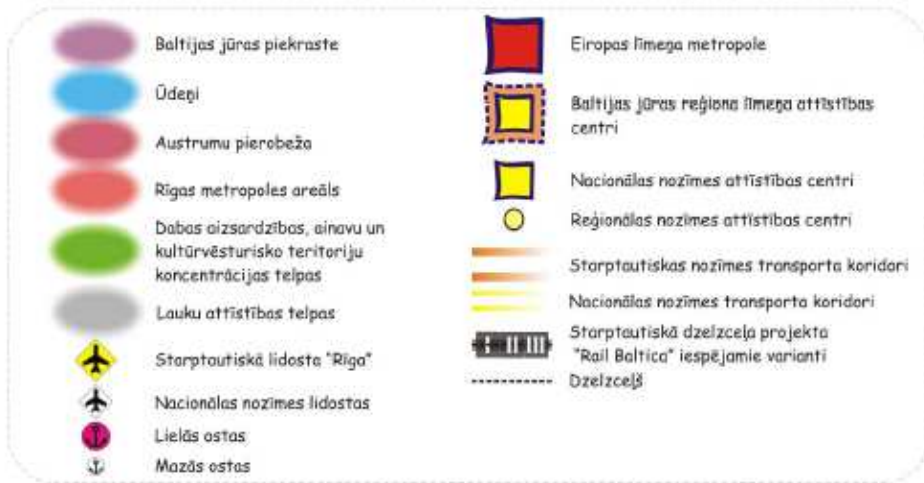 Baltijas jūras piekraste
Ūdeņi
Austrumu pierobeža
Rīgas metropoles areāls
Dabas aizsardzības, ainavu un
kultūrvēsturisko teritoriju
koncentrācijas telpas
Lauku attīstības telpas
Starptautiskā lidosta "Rīga"
Nacionālas nozīmes lidostas
Lielās ostas
Mazās ostas
Eiropas līmeņa metropole
Baltijas jūras reģiona līmeņa attīstības
centri
Nacionālas nozīmes attīstības centri
Reģionālas nozīmes attīstības centri
Starptautiskas nozīmes transporta koridori
Nacionālas nozīmes transporta koridori
Starptautiskā dzelzceļa projekta
"Rail Baltica" iespējamie varianti
Dzelzceļš